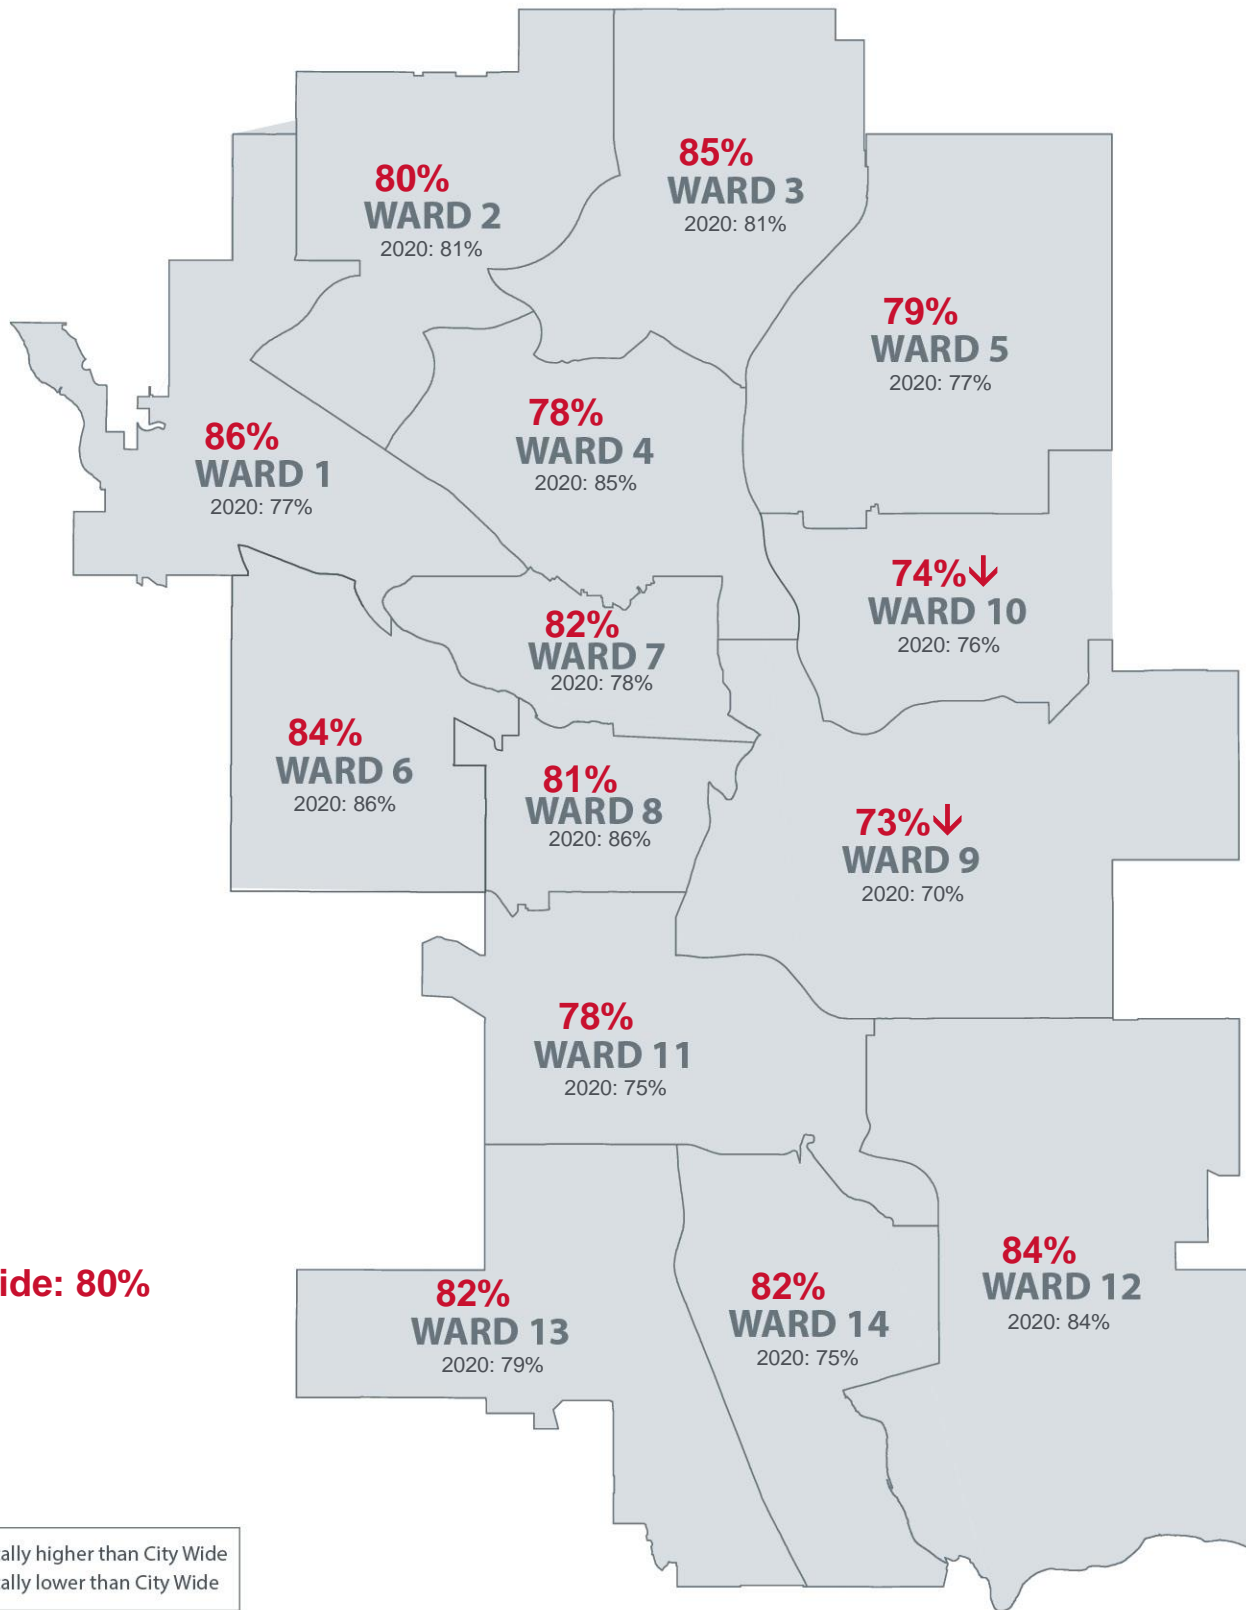 85%
WARD 3
2020: 81%
80%
WARD 2
2020: 81%
79%
WARD 5
2020: 77%
78%
WARD 4
2020: 85%
86%
WARD 1
2020: 77%
74%↓
WARD 10
2020: 76%
82%
WARD 7
2020: 78%
84%
WARD 6
2020: 86%
81%
WARD 8
2020: 86%
73%↓
WARD 9
2020: 70%
78%
WARD 11
2020: 75%
84%
WARD 12
2020: 84%
ide: 80%
82%
WARD 13
2020: 79%
82%
WARD 14
2020: 75%
ally higher than City Wide
ally lower than City Wide